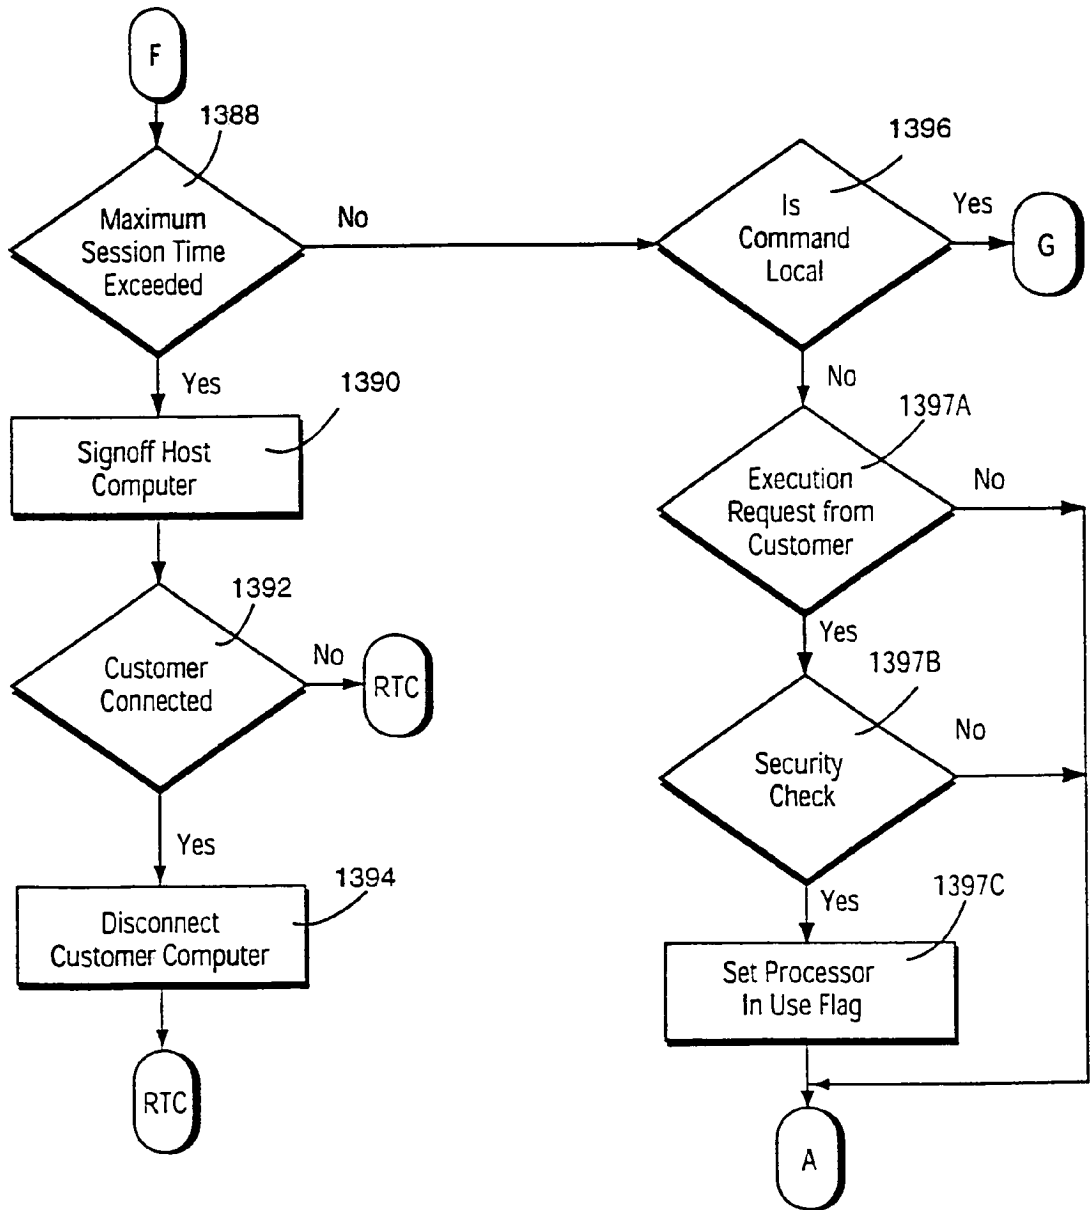 F
1388
Maximum
Session Time
Exceeded
No
Yes
1390
Signoff Host
Computer
1392
Customer
Connected
No
RTC
Yes
1394
Disconnect
Customer Computer
RTC
1396
Is
Command
Local
Yes
G
No
1397A
Execution
Request from
Customer
No
Yes
1397B
Security
Check
No
Yes
1397C
Set Processor
In Use Flag
A